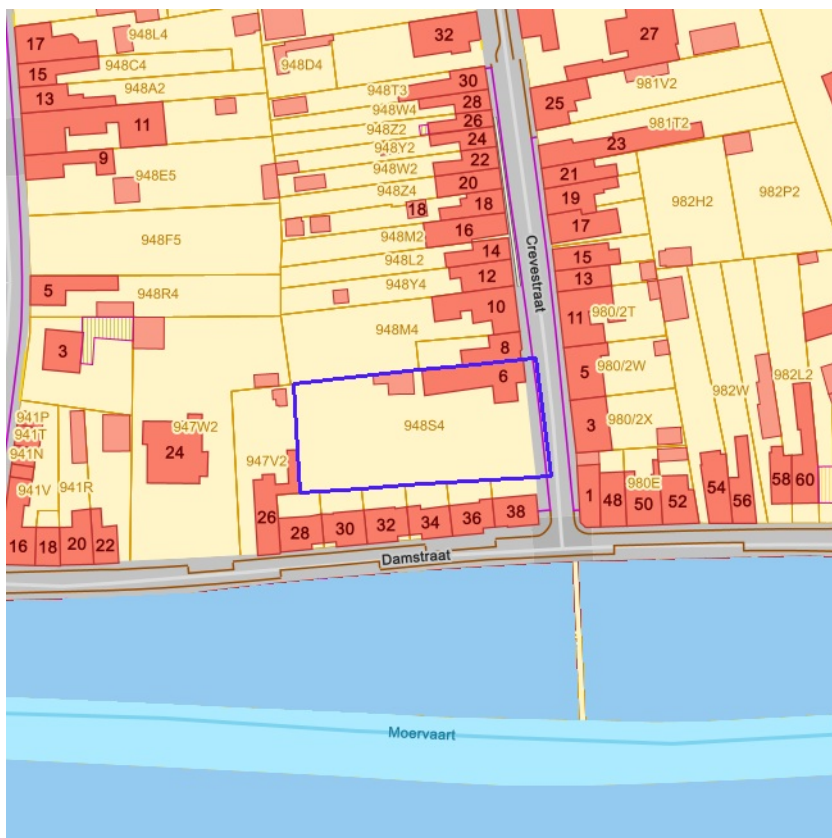 17
948L4
32
27
948D4
15
948C4
948T3
30
981V2
13
948A2
28
25
948W4
11
26
948Z2
981T2
24
948Y2
23
9
22
948W2
21
948E5
20
948Z4
982P2
18
18
19
982H2
16
17
948M2
948F5
14
948L2
15
Crevestraat
12
13
948Y4
5
948R4
10
980/2T
11
948M4
3
8
5
980/2W
982L2
6
982W
941P
948S4
3
980/2X
941T
947W2
24
941N
947V2
941V
941R
980E
58
60
54
1
48
50
52
56
26
38
36
34
32
30
28
16
18
20
22
Damstraat
Moervaart